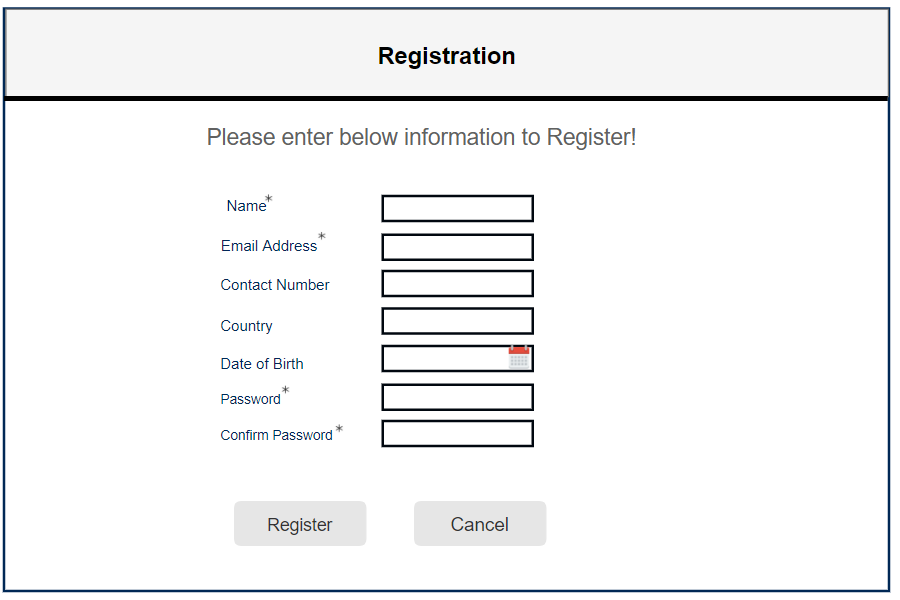 Registration
Please enter below information to Register!
Name*
Email Address*
Contact Number
Country
Date of Birth
Password*
Confirm Password*
Register Cancel